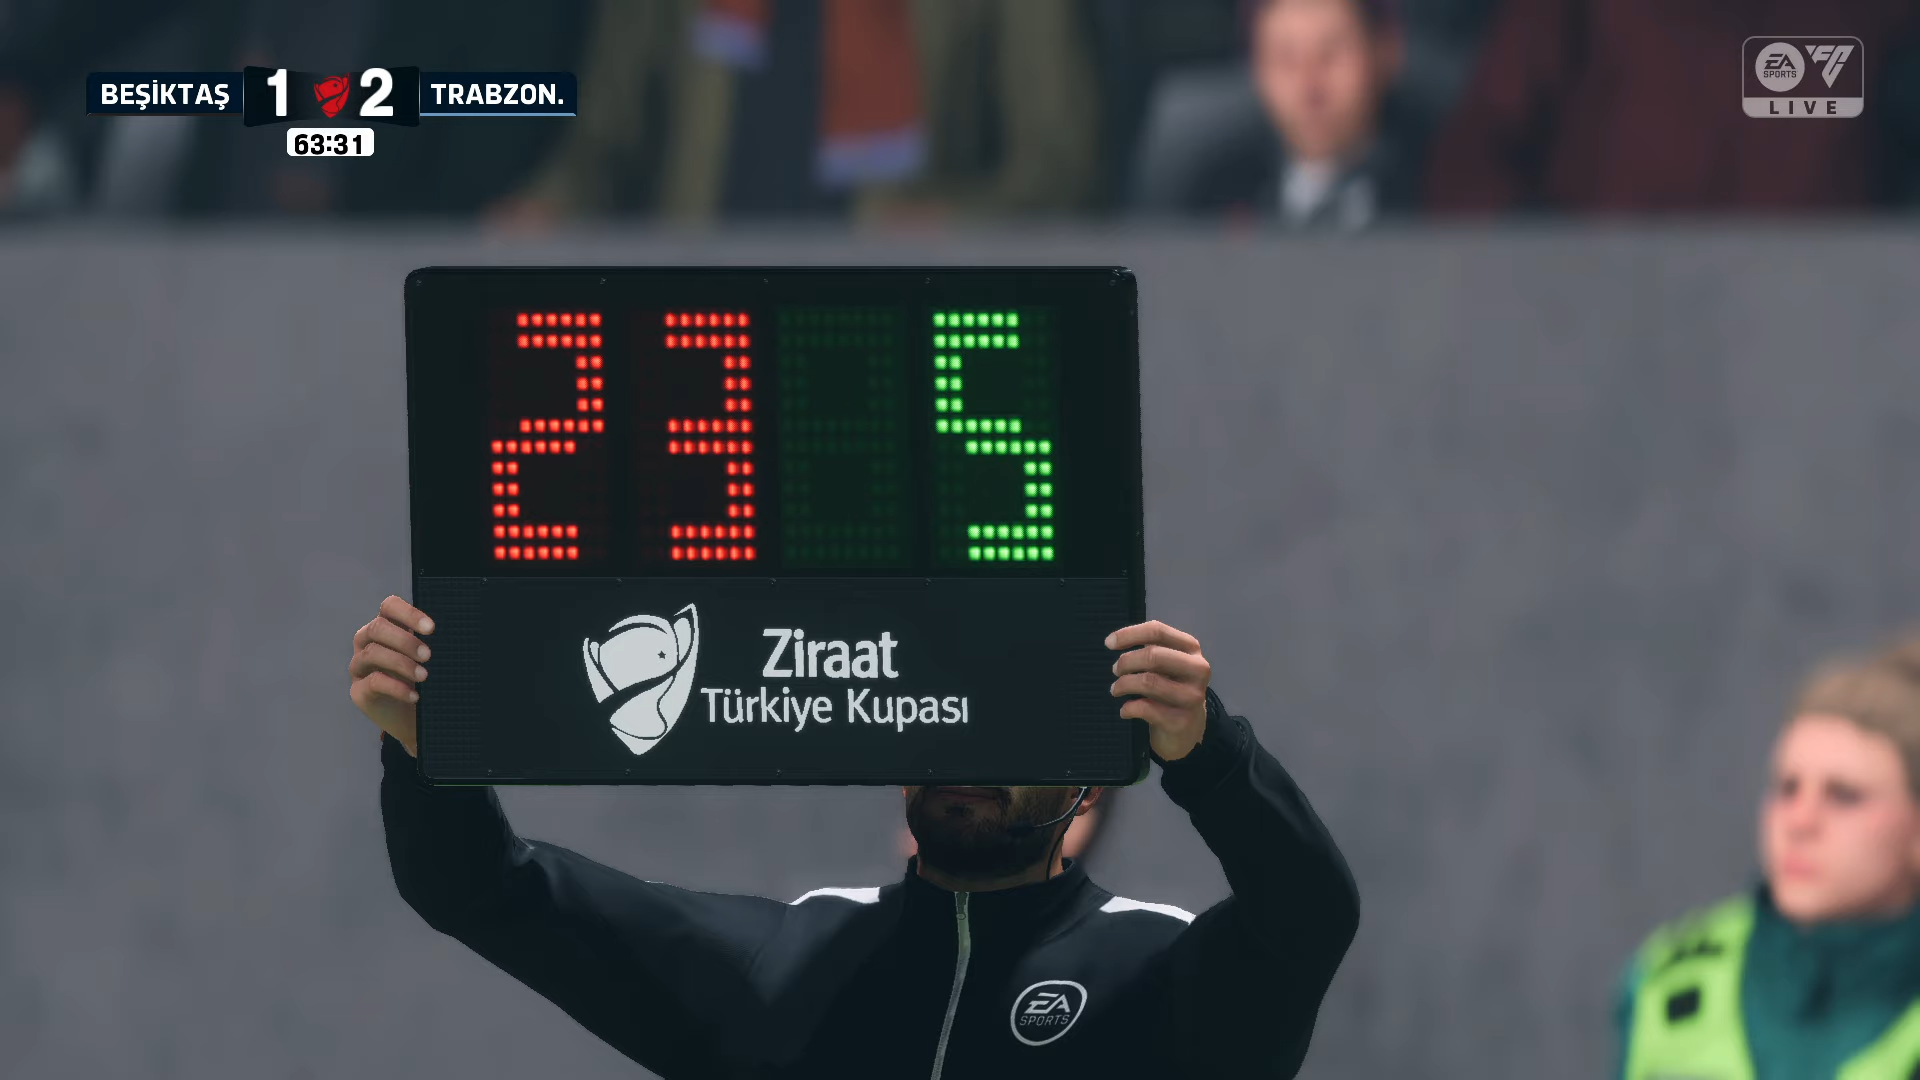 BEŞİKTAŞ 1 2 TRABZON.
63:31
EA SPORTS FC
LIVE
23 5
Ziraat
Türkiye Kupası
EA
SPORTS